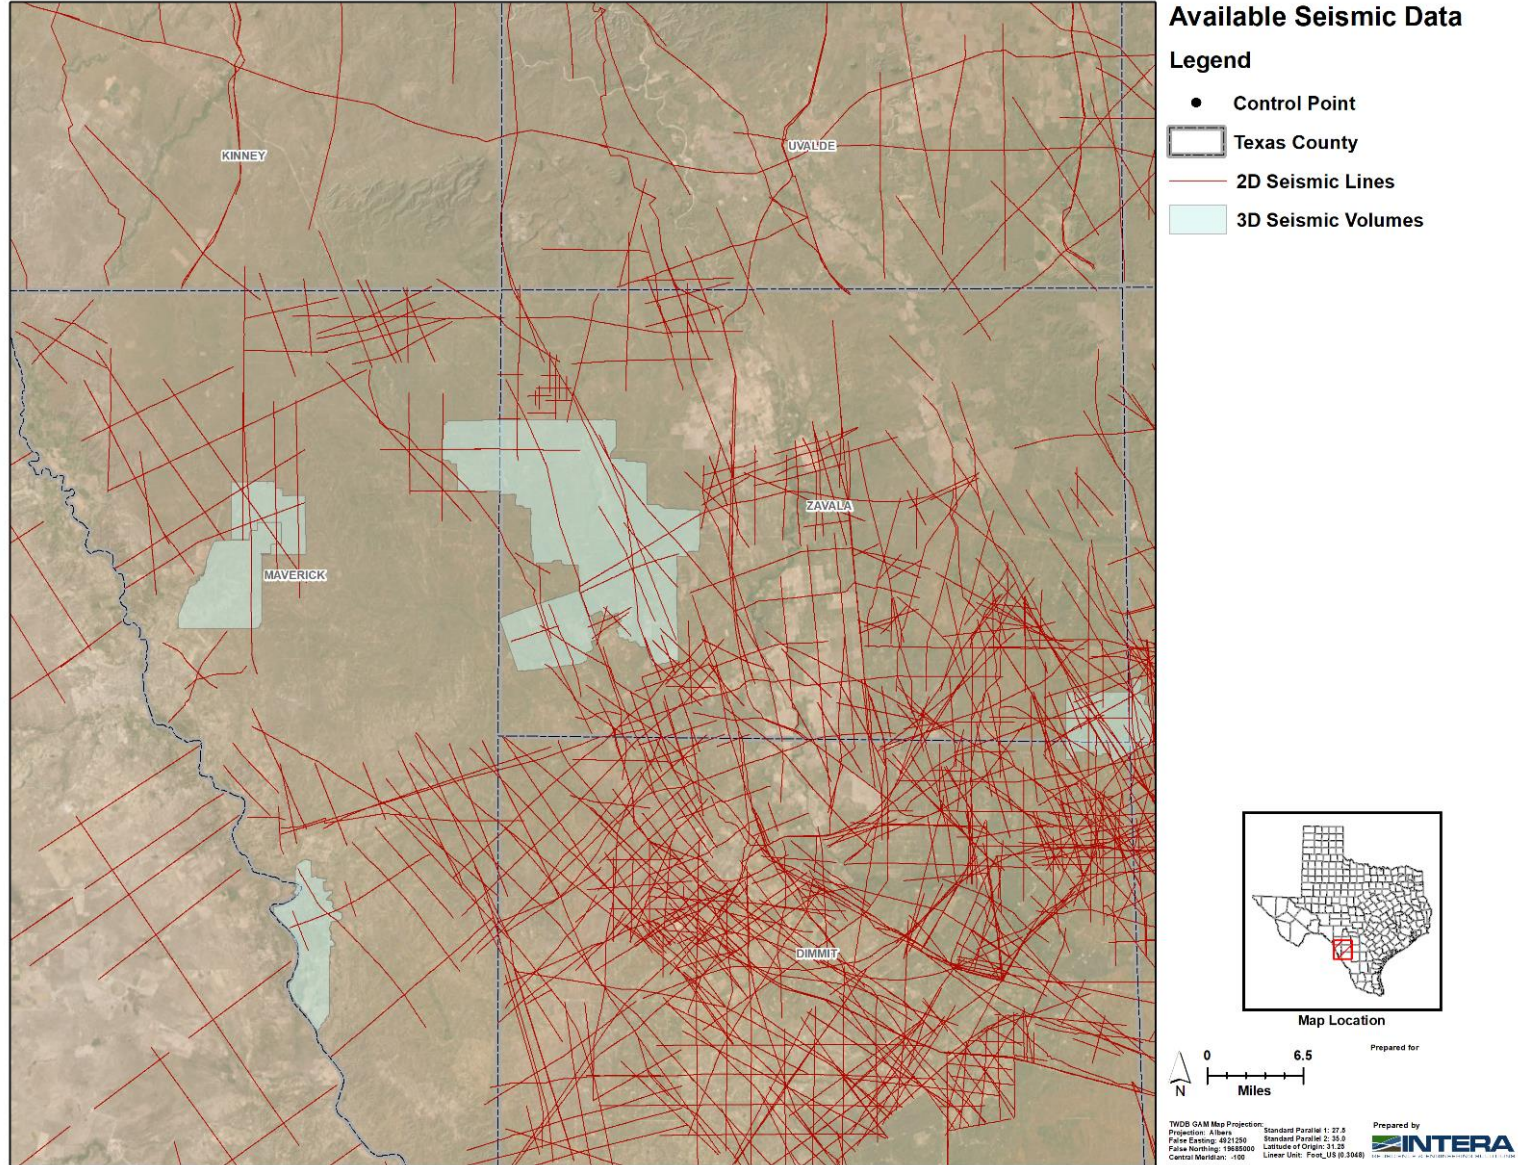 Available Seismic Data
Legend
Control Point
Texas County
2D Seismic Lines
3D Seismic Volumes
KINNEY
UVALDE
ZAVALA
MAVERICK
DIMMIT
Map Location
Prepared for
0 6.5
Miles
N
TWDB GAM Map Projection:
Projection: Albers
False Easting: 4921250
False Northing: 19685000
Central Meridian: -100
Standard Parallel 1: 27.5
Standard Parallel 2: 35.0
Latitude of Origin: 31.25
Linear Unit: Foot_US (0.3048)
Prepared by
INTERA